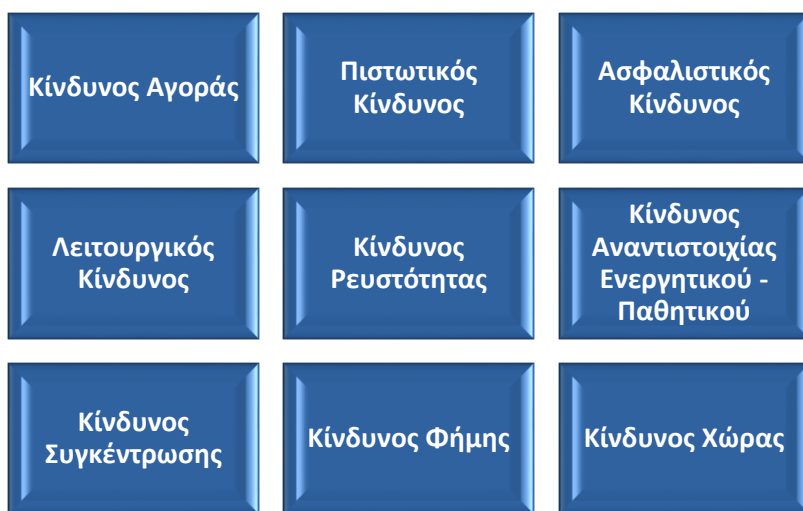 Κίνδυνος Αγοράς
Πιστωτικός
Κίνδυνος
Ασφαλιστικός
Κίνδυνος
Λειτουργικός
Κίνδυνος
Κίνδυνος
Ρευστότητας
Κίνδυνος
Αναντιστοιχίας
Ενεργητικού -
Παθητικού
Κίνδυνος
Συγκέντρωσης
Κίνδυνος Φήμης
Κίνδυνος Χώρας